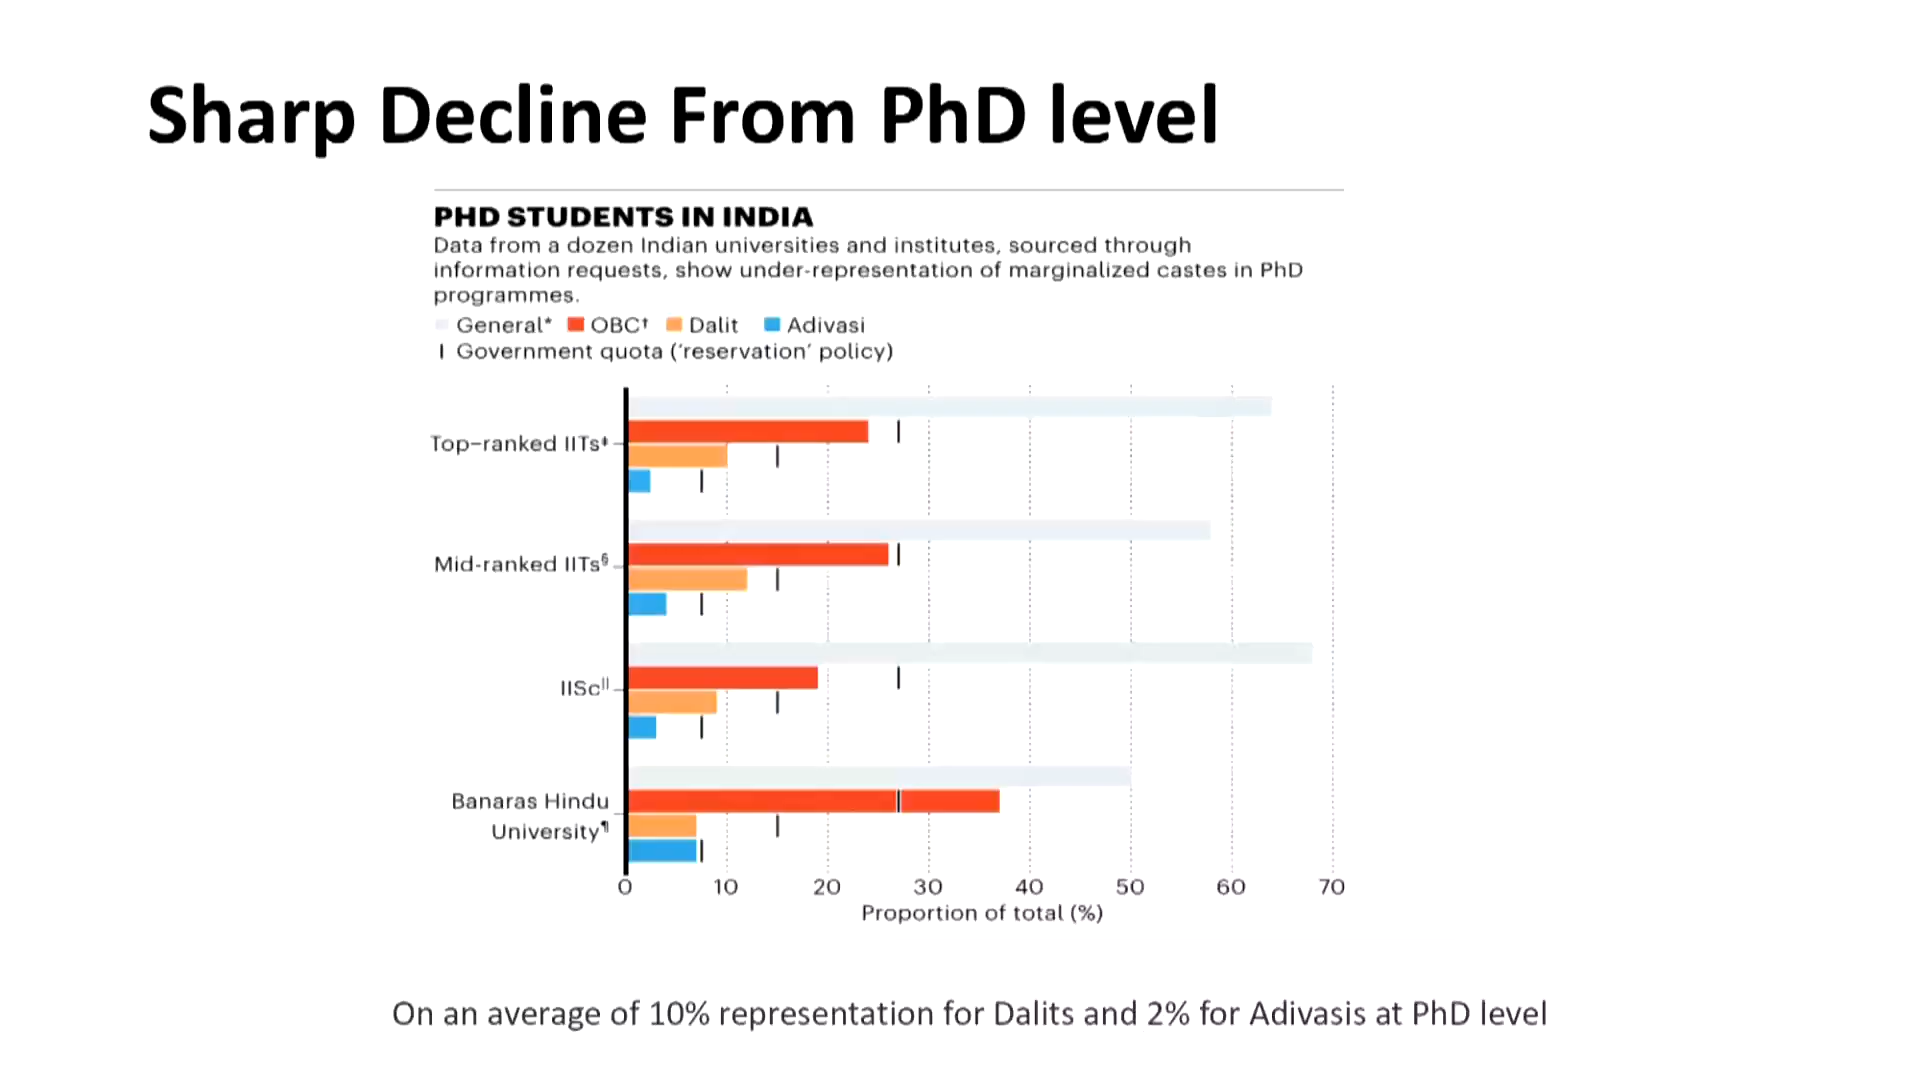 Sharp Decline From PhD level
PHD STUDENTS IN INDIA
Data from a dozen Indian universities and institutes, sourced through
information requests, show under-representation of marginalized castes in PhD
programmes.
General* OBC† Dalit Adivasi
Government quota (‘reservation’ policy)
Top-ranked IITs‡
Mid-ranked IITs§
IISc||
Banaras Hindu
University¶
0 10 20 30 40 50 60 70
Proportion of total (%)
On an average of 10% representation for Dalits and 2% for Adivasis at PhD level